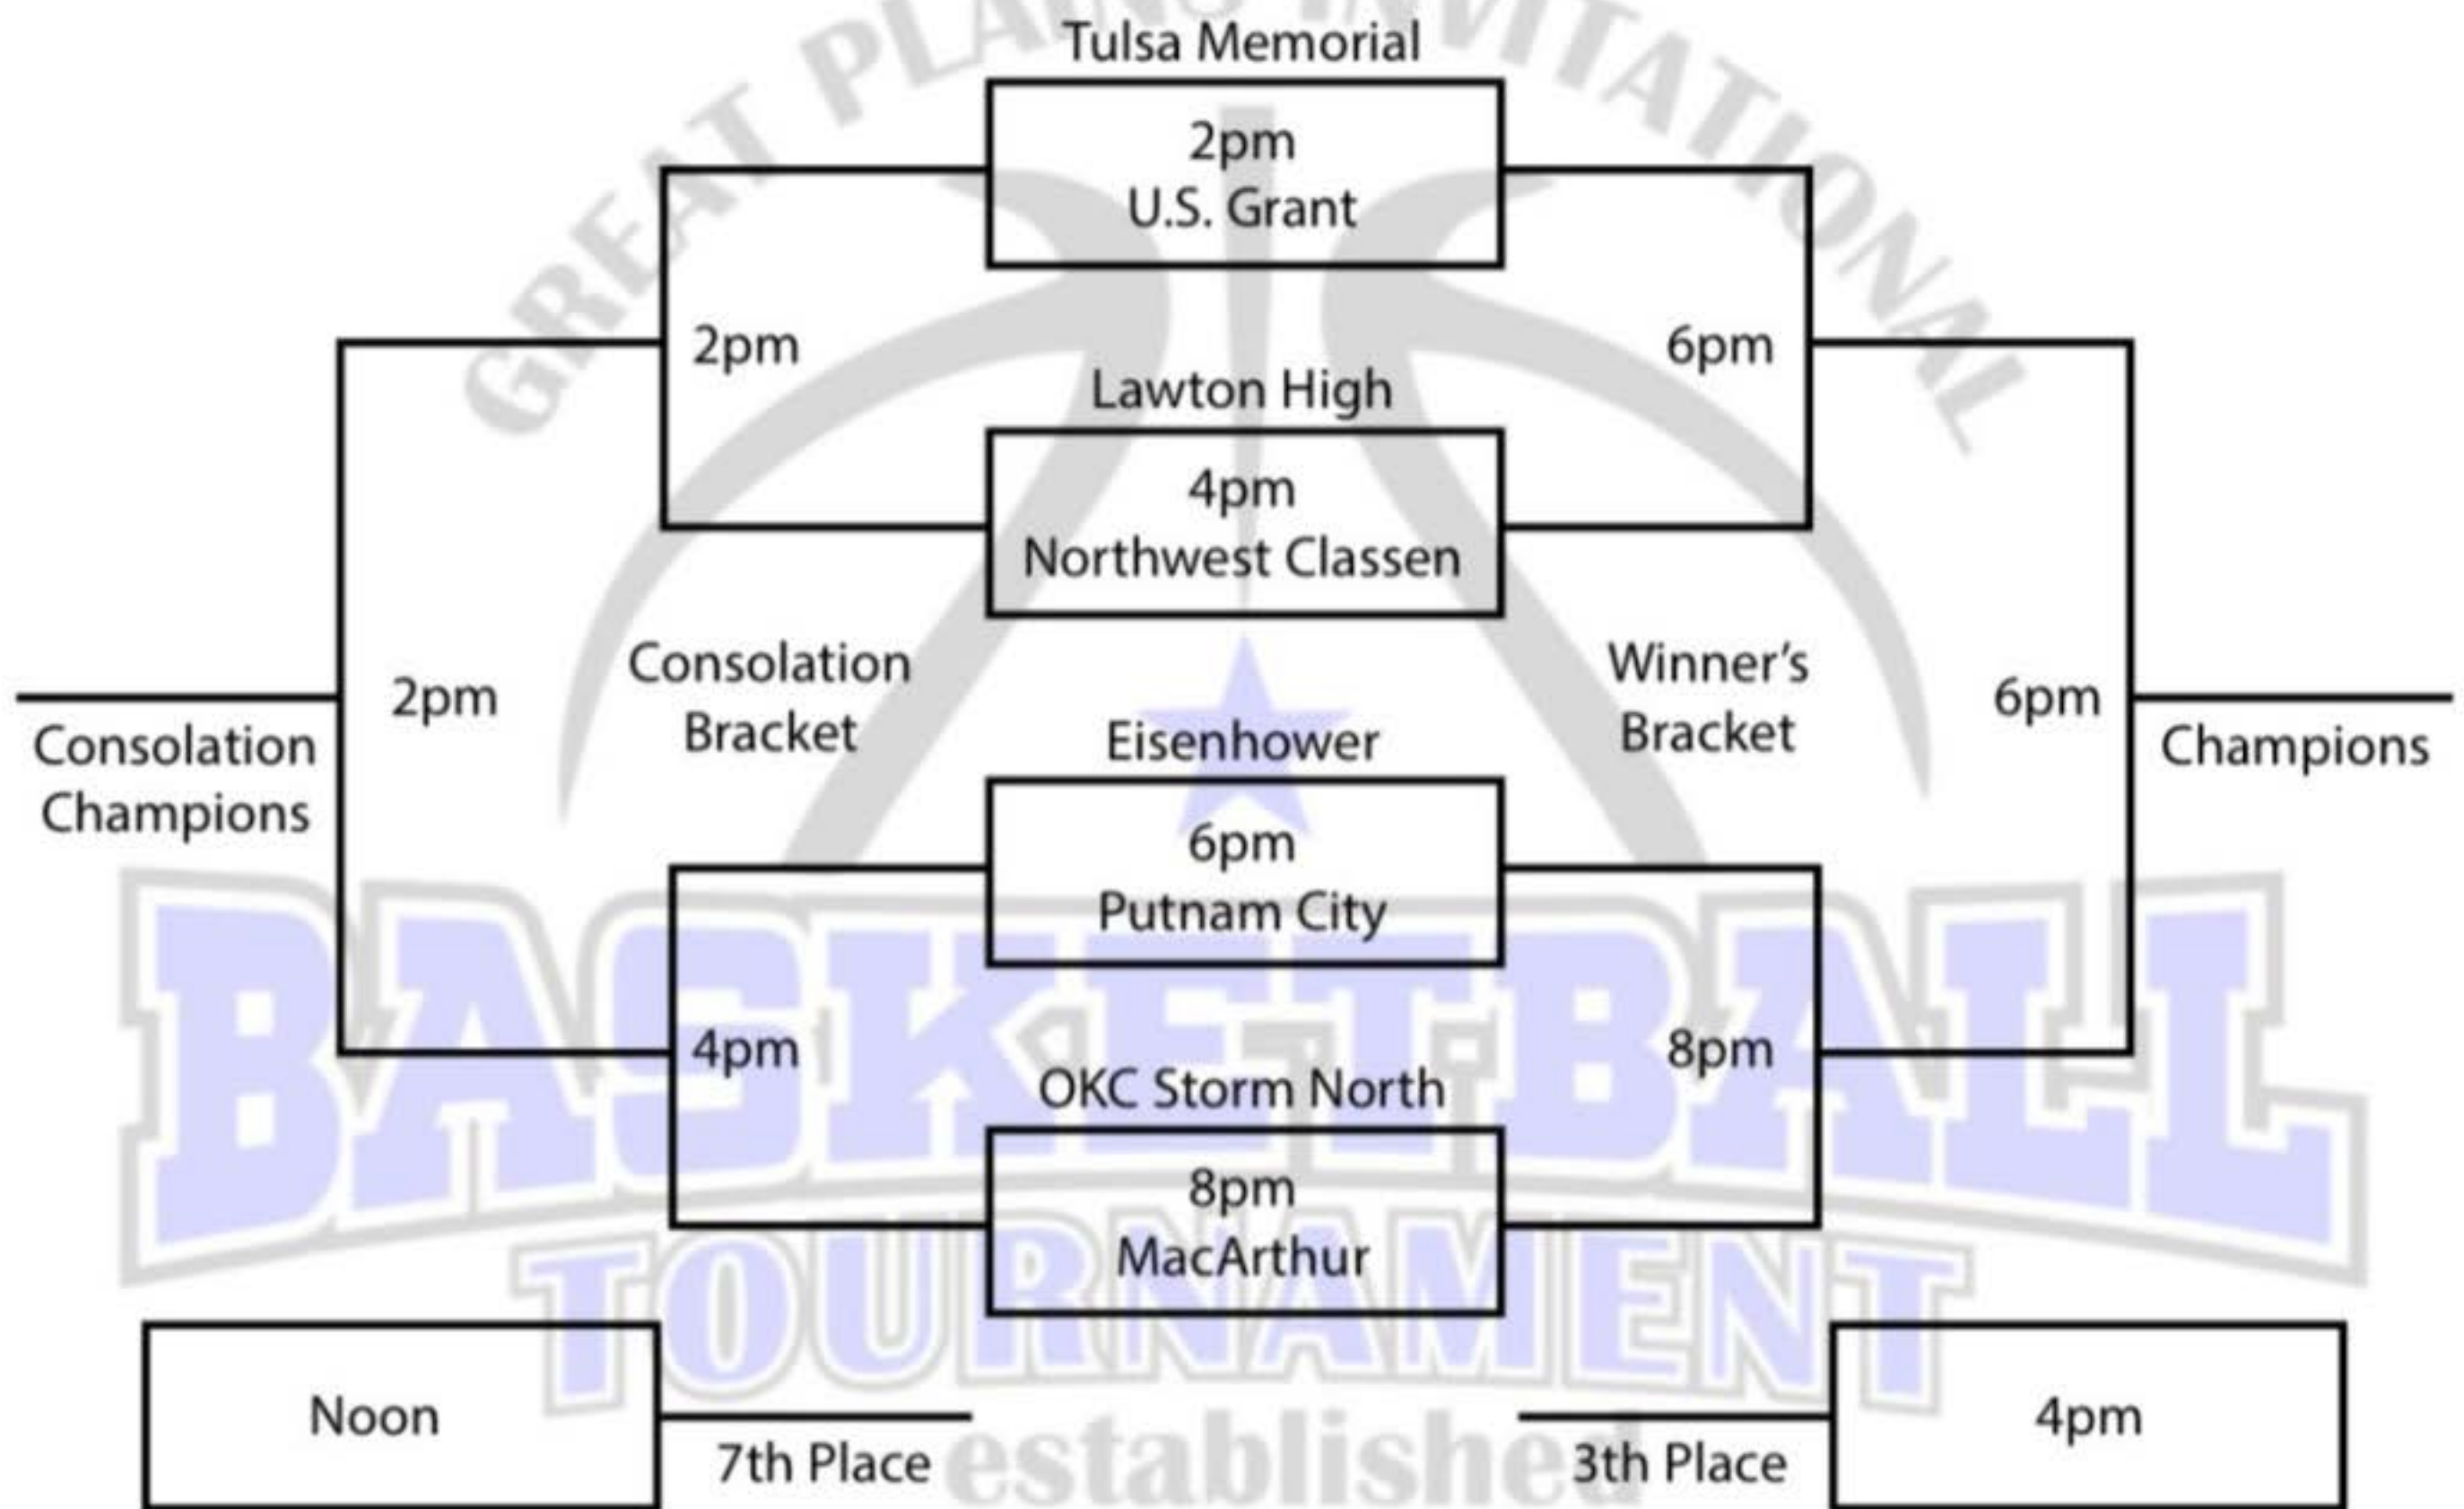 GREAT PLAINS INVITATIONAL
Tulsa Memorial
2pm
U.S. Grant
2pm
6pm
Lawton High
4pm
Northwest Classen
Consolation
Bracket
Winner’s
Bracket
2pm
6pm
Consolation
Champions
Champions
Eisenhower
6pm
Putnam City
4pm
8pm
OKC Storm North
8pm
MacArthur
BASKETBALL
TOURNAMENT
Noon
7th Place
established
3th Place
4pm